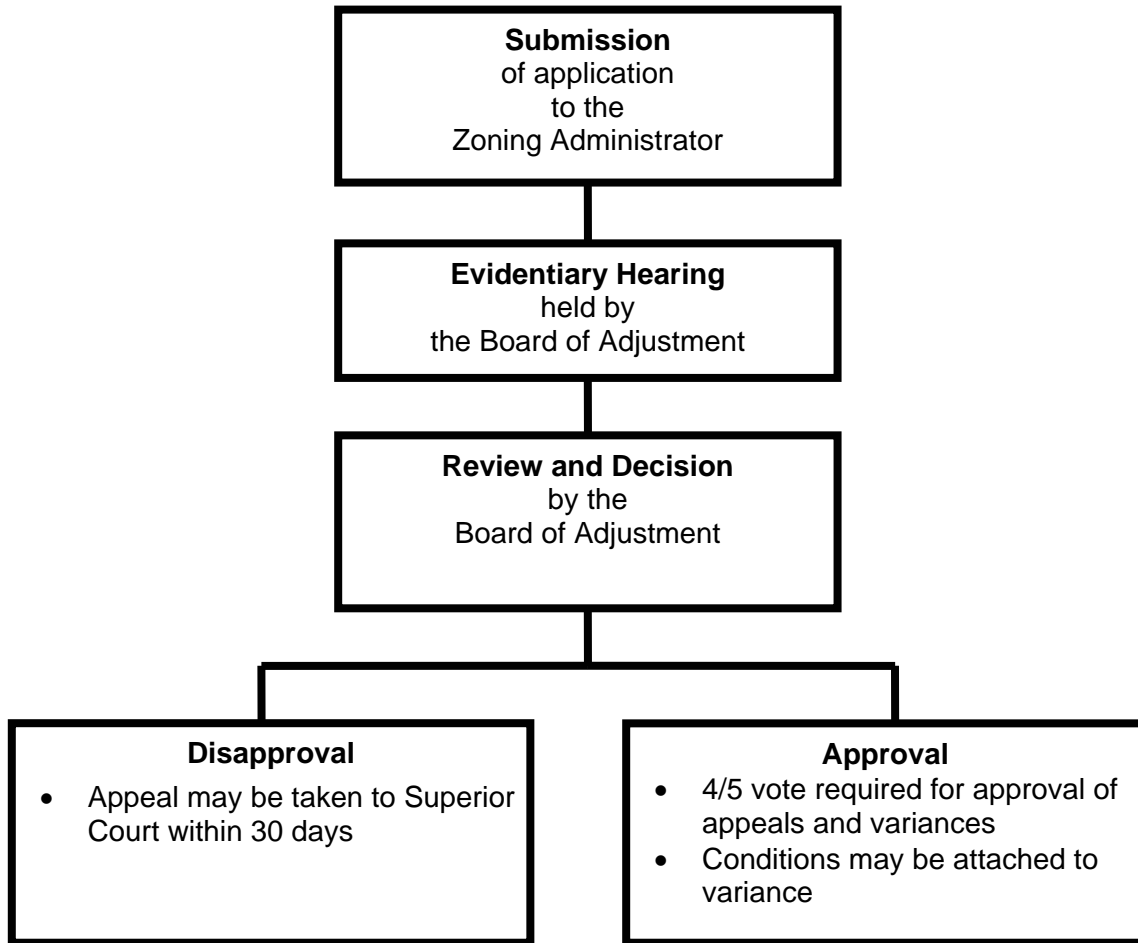 Submission
of application
to the
Zoning Administrator
Evidentiary Hearing
held by
the Board of Adjustment
Review and Decision
by the
Board of Adjustment
Disapproval
• Appeal may be taken to Superior
Court within 30 days
Approval
• 4/5 vote required for approval of
appeals and variances
• Conditions may be attached to
variance